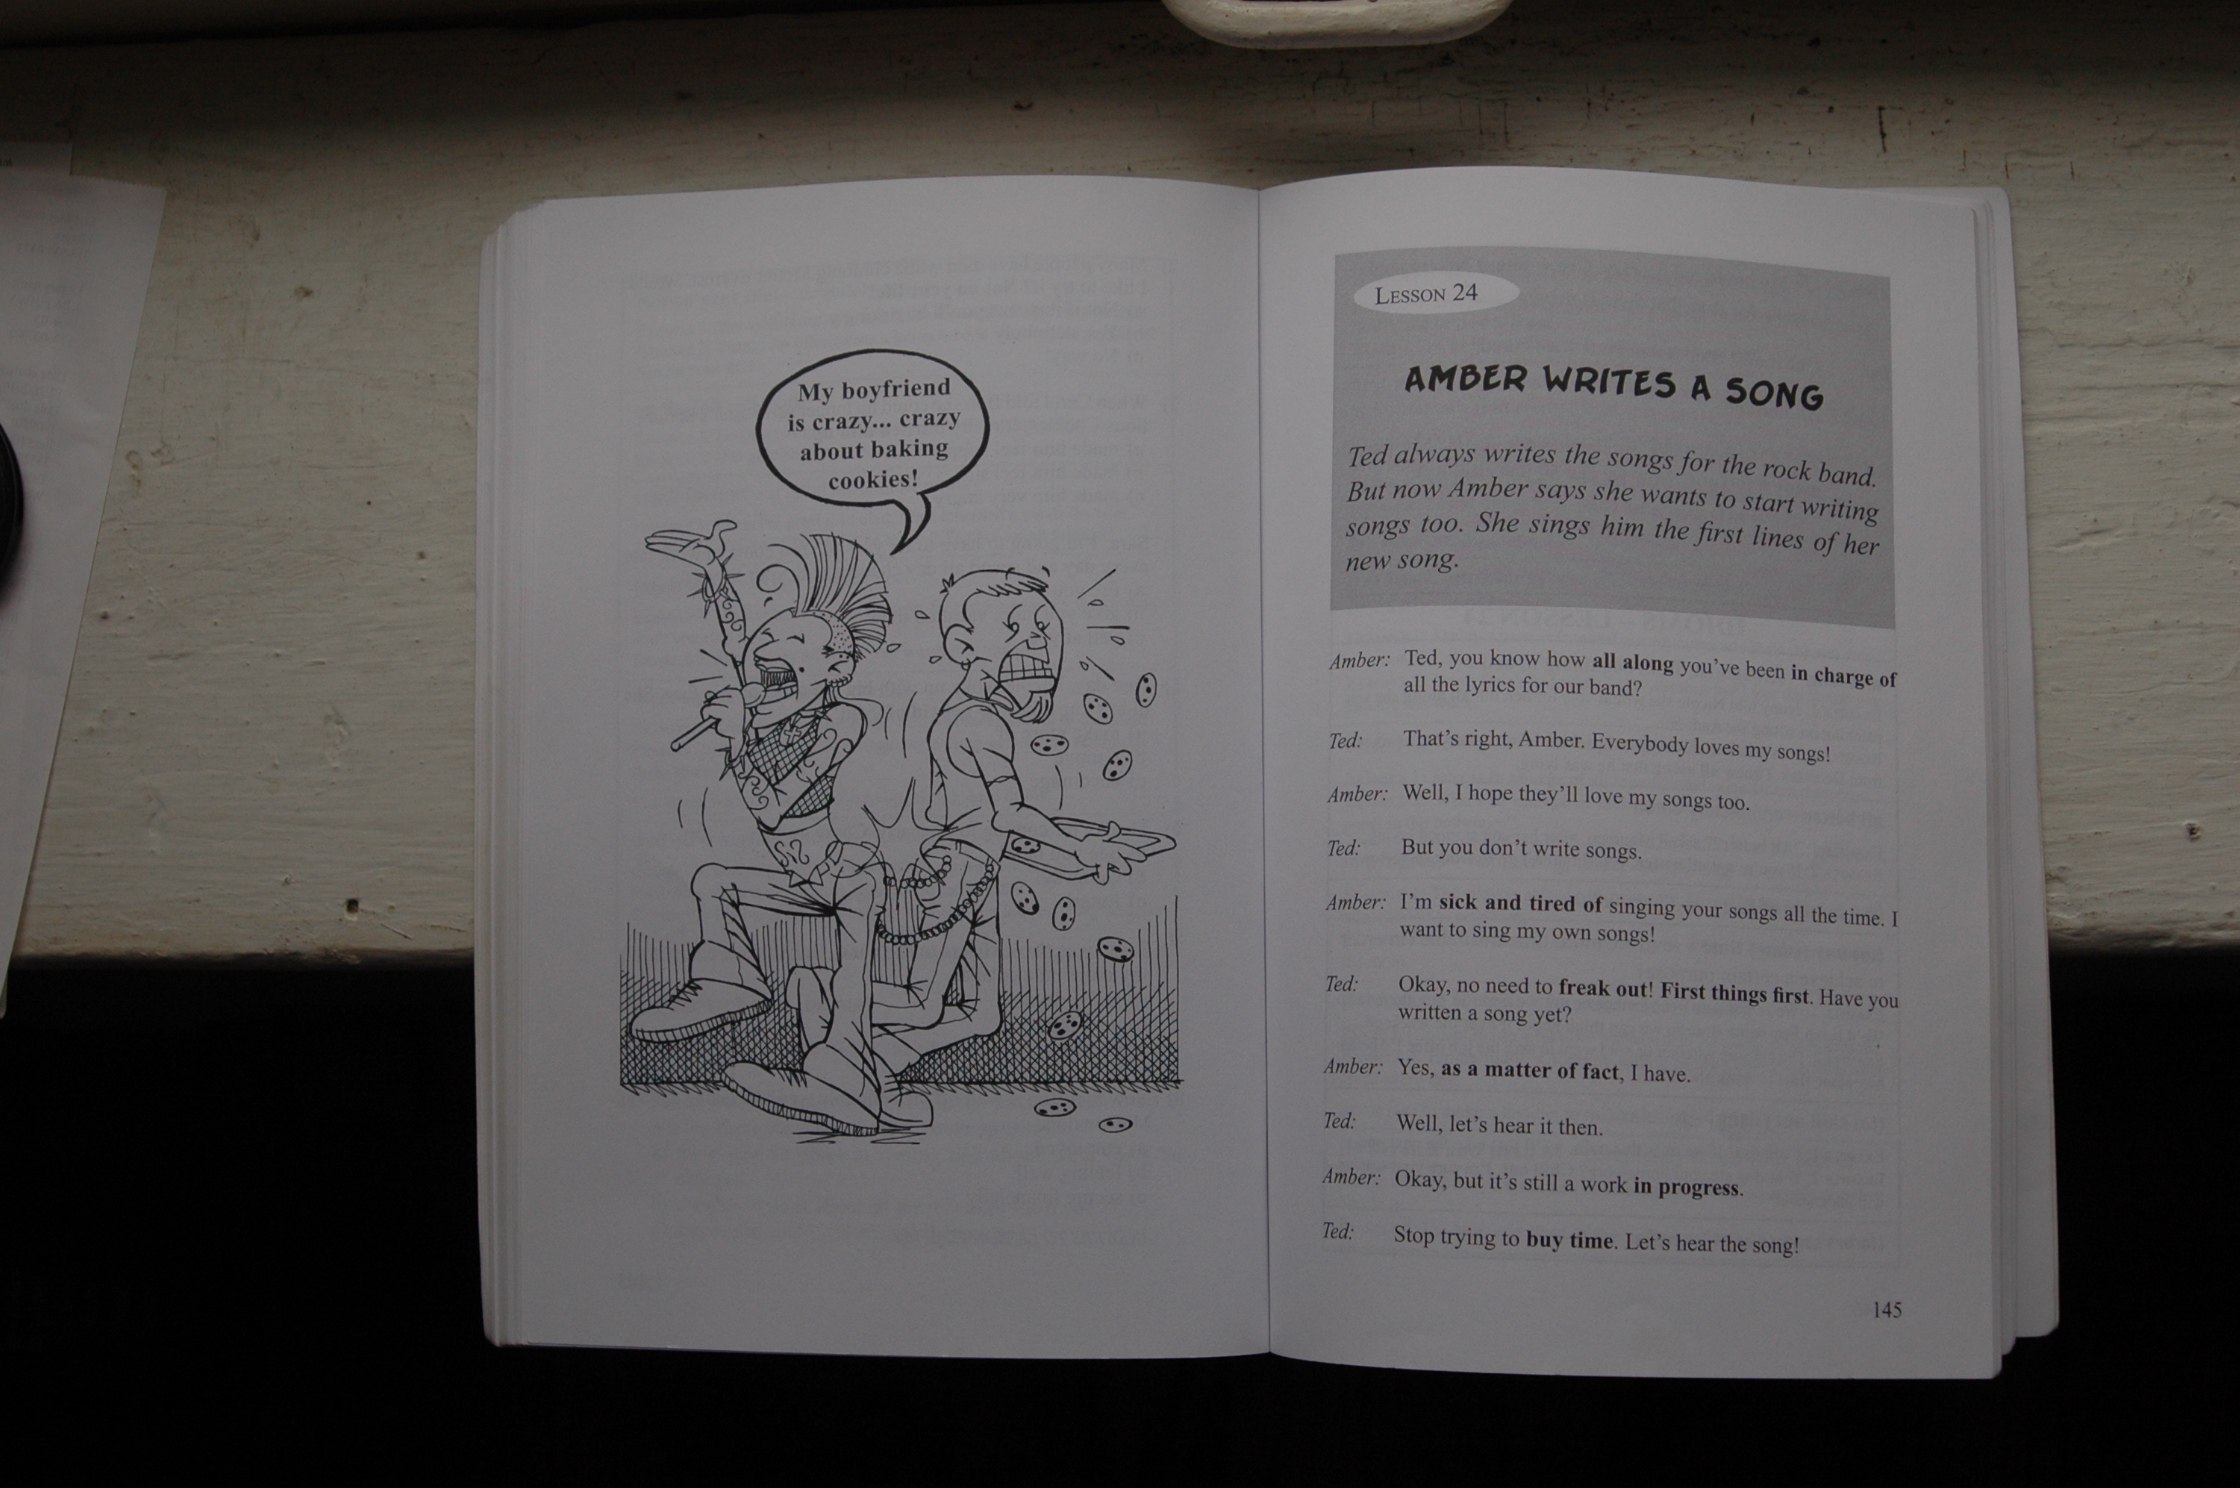 My boyfriend
is crazy... crazy
about baking
cookies!
LESSON 24
AMBER WRITES A SONG
Ted always writes the songs for the rock band.
But now Amber says she wants to start writing
songs too. She sings him the first lines of her
new song.
Amber: Ted, you know how all along you've been in charge of
all the lyrics for our band?
Ted: That's right, Amber. Everybody loves my songs!
Amber: Well, I hope they'll love my songs too.
Ted: But you don't write songs.
Amber: I'm sick and tired of singing your songs all the time. I
want to sing my own songs!
Ted: Okay, no need to freak out! First things first. Have you
written a song yet?
Amber: Yes, as a matter of fact, I have.
Ted: Well, let's hear it then.
Amber: Okay, but it's still a work in progress.
Ted: Stop trying to buy time. Let's hear the song!
145